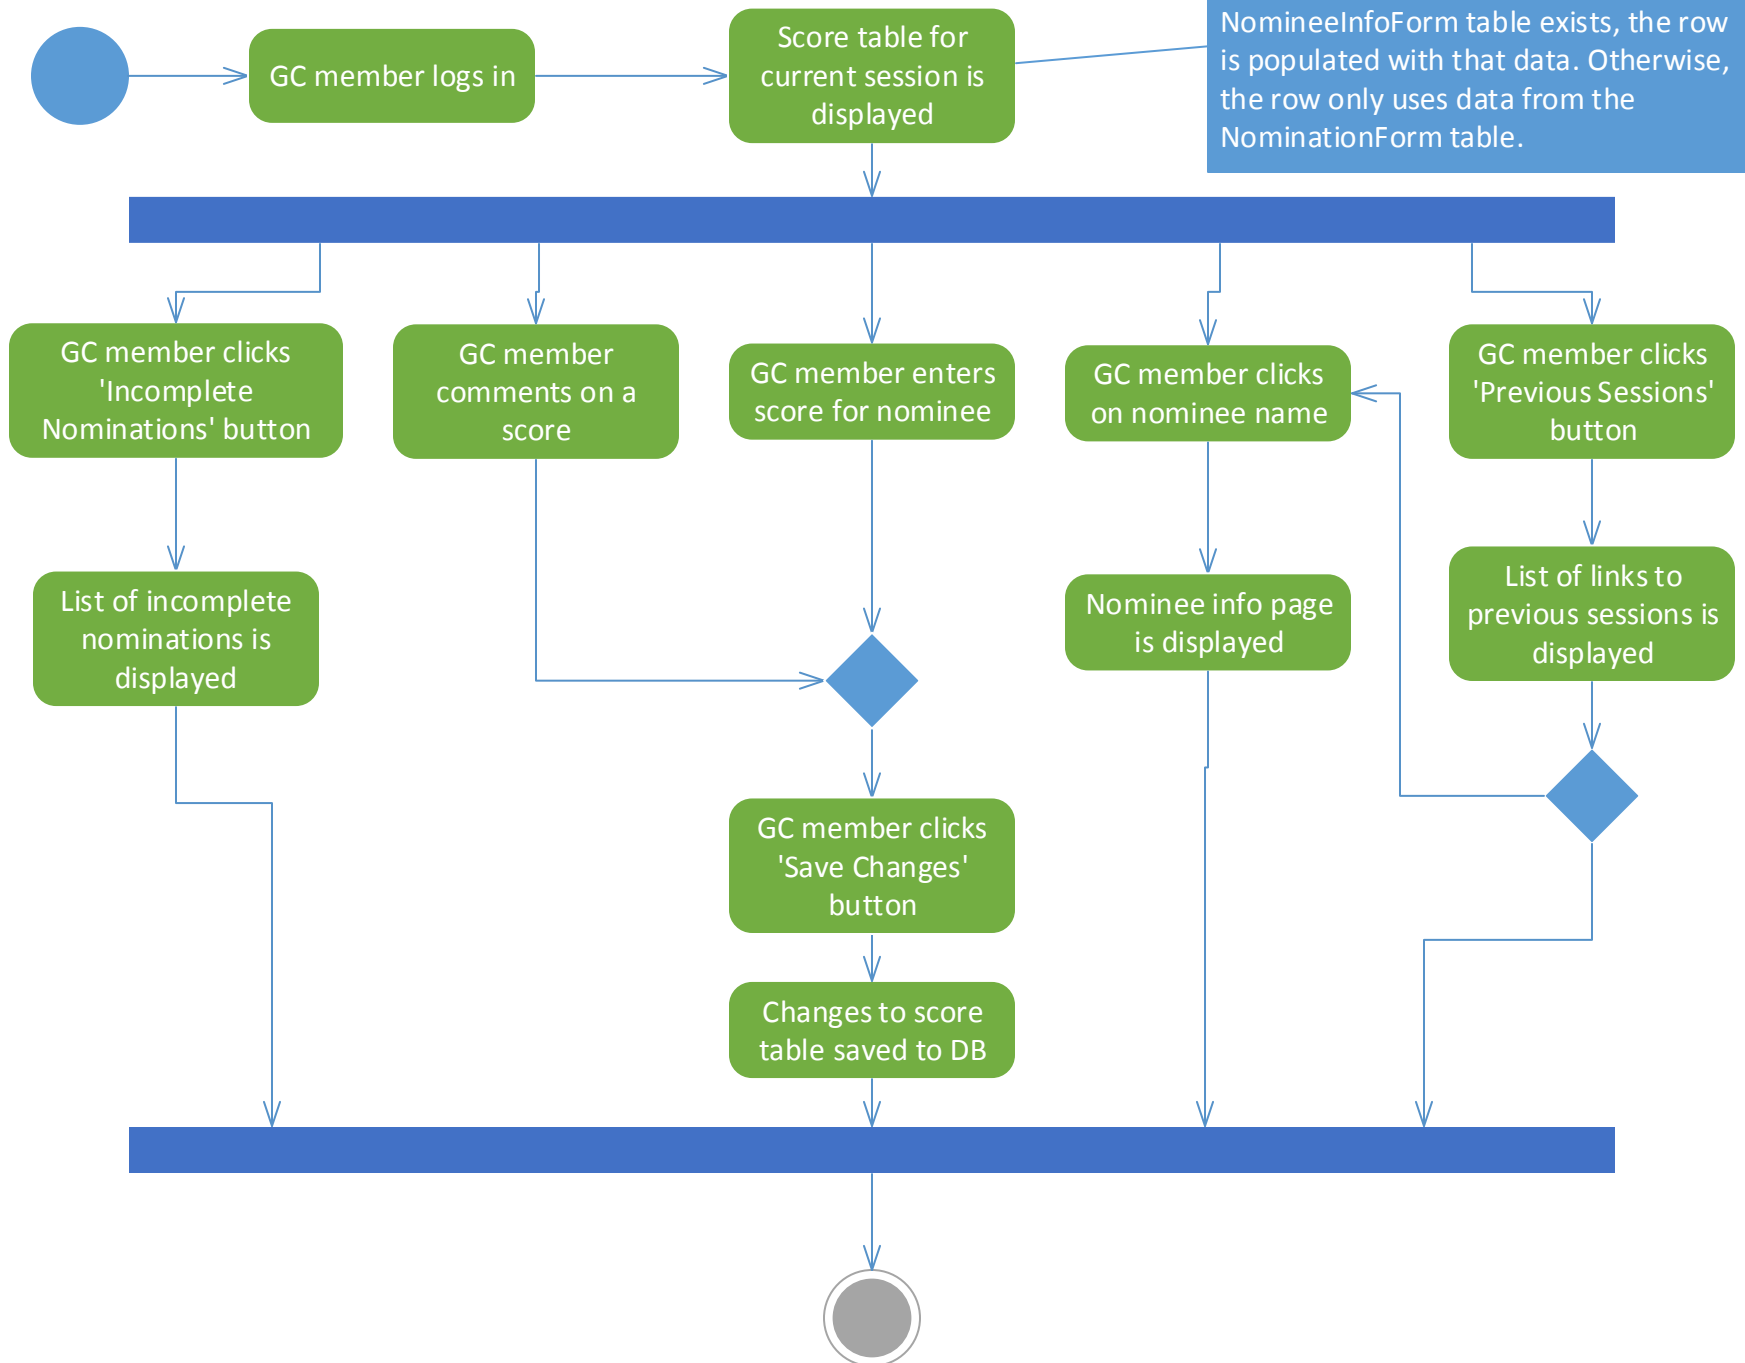 GC member logs in
Score table for
current session is
displayed
NomineeInfoForm table exists, the row
is populated with that data. Otherwise,
the row only uses data from the
NominationForm table.
GC member clicks
'Incomplete
Nominations' button
GC member
comments on a
score
GC member enters
score for nominee
GC member clicks
on nominee name
GC member clicks
'Previous Sessions'
button
List of incomplete
nominations is
displayed
Nominee info page
is displayed
List of links to
previous sessions is
displayed
GC member clicks
'Save Changes'
button
Changes to score
table saved to DB